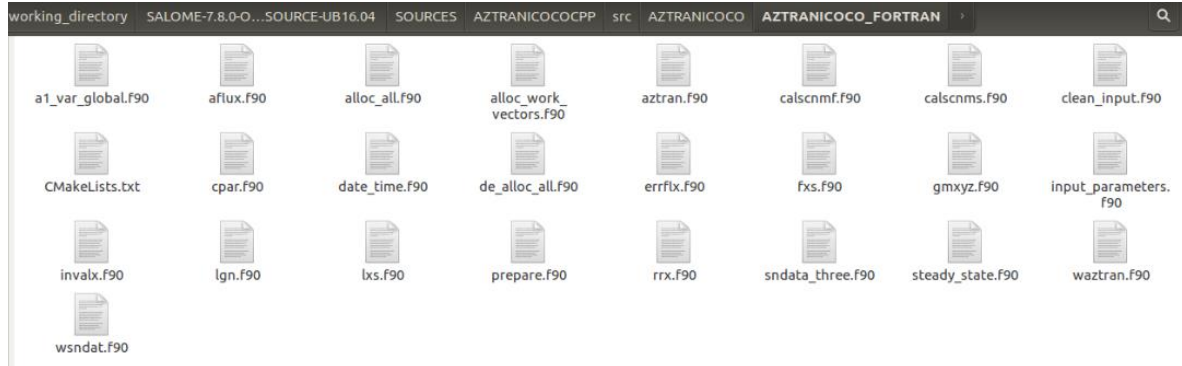 working_directory SALOME-7.8.0-O...SOURCE-UB16.04 SOURCES AZTRANICOCOCPP src AZTRANICOCO AZTRANICOCO_FORTRAN
a1_var_global.f90 aflux.f90 alloc_all.f90 alloc_work_ aztran.f90 calscnmf.f90 calscnms.f90 clean_input.f90
vectors.f90
CMakeLists.txt cpar.f90 date_time.f90 de_alloc_all.f90 errflx.f90 fxs.f90 gmxyz.f90 input_parameters.
f90
invalx.f90 lgn.f90 lxs.f90 prepare.f90 rrx.f90 sndata_three.f90 steady_state.f90 waztran.f90
wsndat.f90